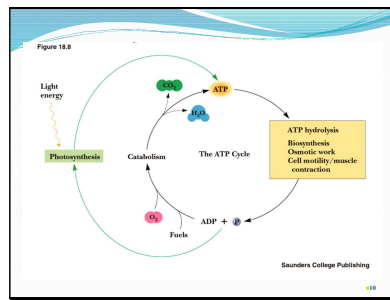 Figure 18.8
Light
energy
CO₂
ATP
H₂O
ATP hydrolysis
Biosynthesis
Osmotic work
Cell motility/muscle
contraction
Photosynthesis
Catabolism
The ATP Cycle
O₂
ADP + P
Fuels
Saunders College Publishing
10